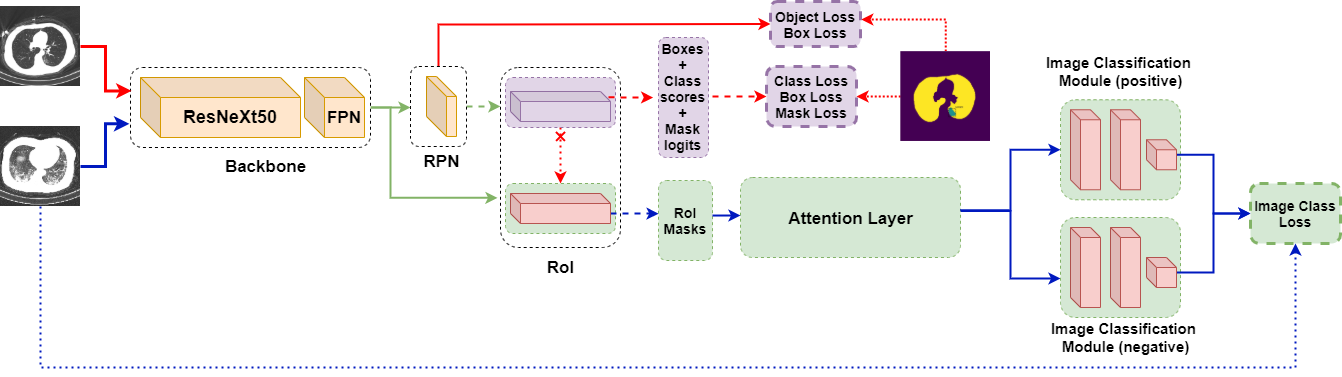 Object Loss
Box Loss
Boxes
+
Class
scores
+
Mask
logits
Class Loss
Box Loss
Mask Loss
Image Classification
Module (positive)
ResNeXt50
FPN
Backbone
RPN
RoI
RoI
Masks
Attention Layer
Image Class
Loss
Image Classification
Module (negative)